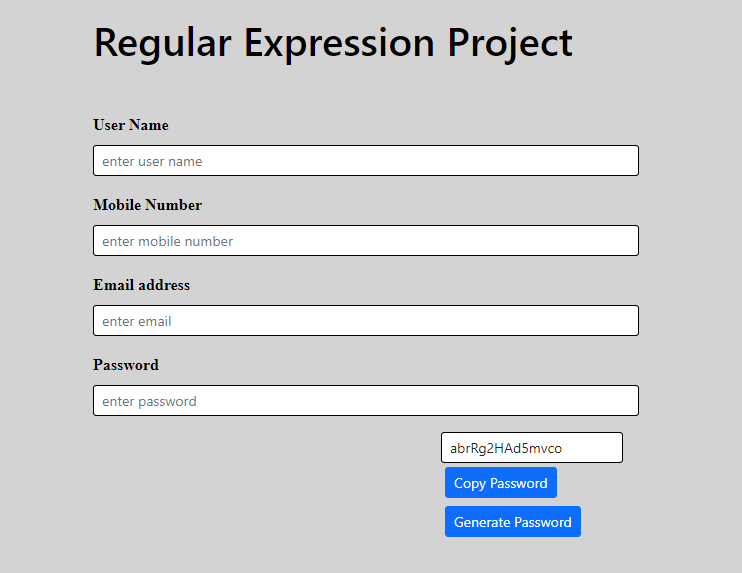 Regular Expression Project
User Name
enter user name
Mobile Number
enter mobile number
Email address
enter email
Password
enter password
abrRg2HAd5mvco
Copy Password
Generate Password